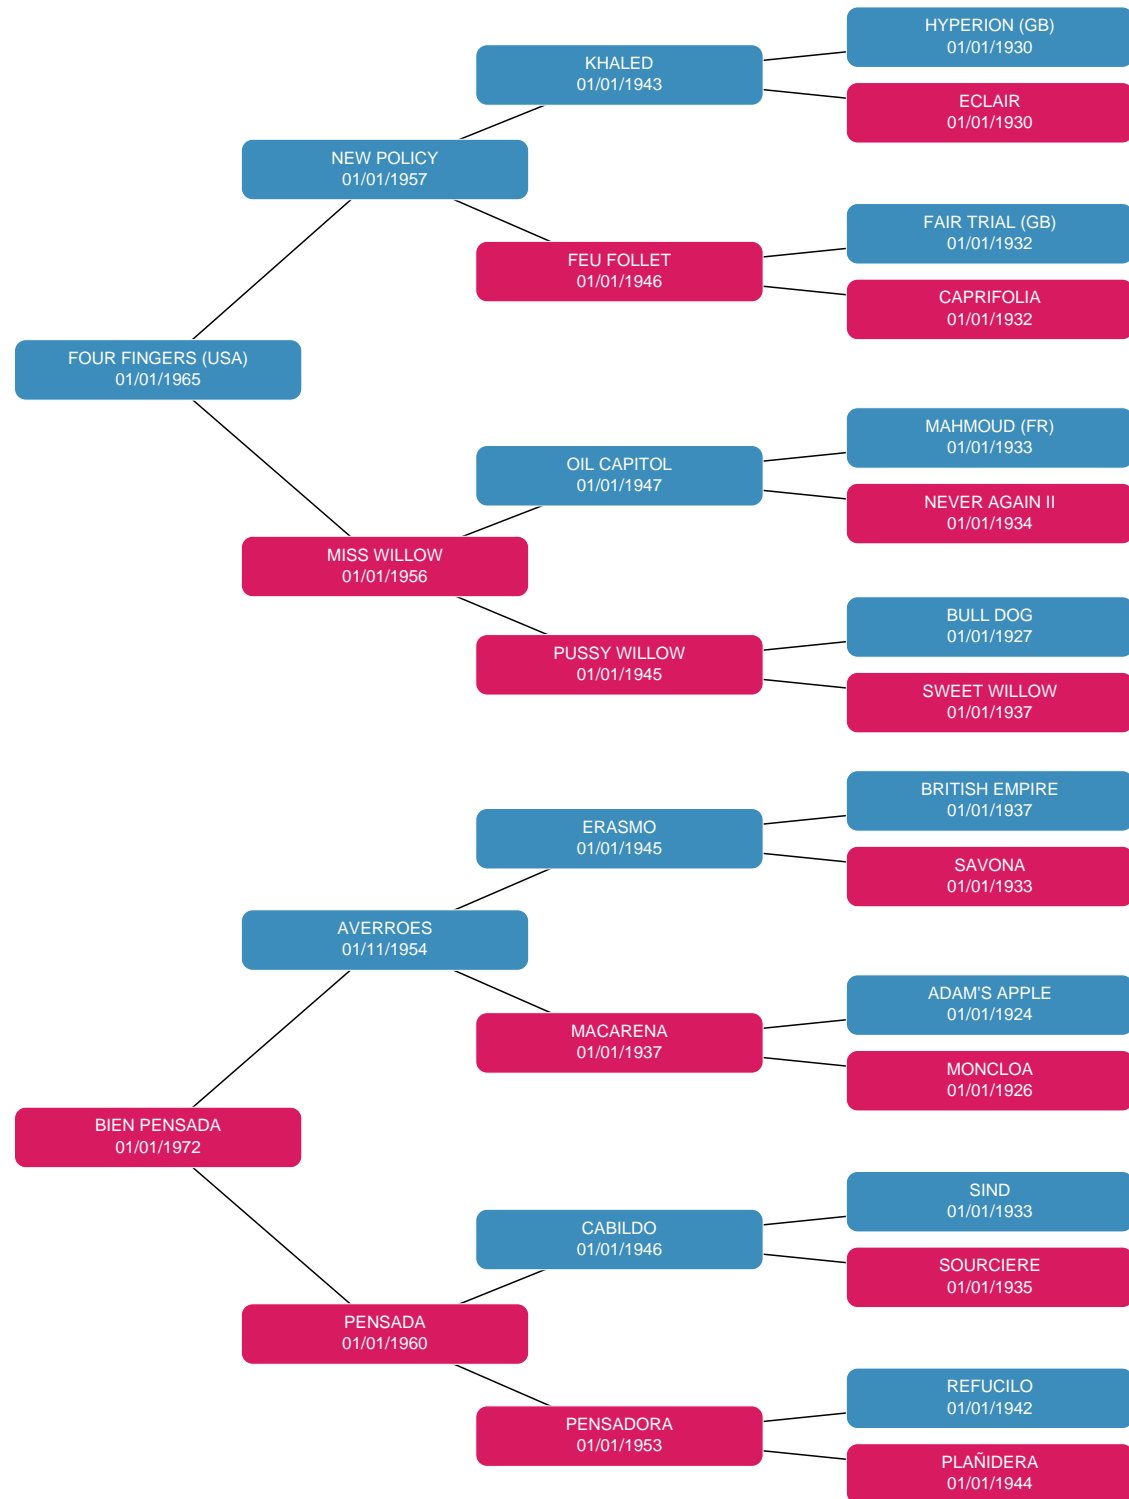 HYPERION (GB)
01/01/1930
KHALED
01/01/1943
ECLAIR
01/01/1930
NEW POLICY
01/01/1957
FAIR TRIAL (GB)
01/01/1932
FEU FOLLET
01/01/1946
CAPRIFOLIA
01/01/1932
FOUR FINGERS (USA)
01/01/1965
MAHMOUD (FR)
01/01/1933
OIL CAPITOL
01/01/1947
NEVER AGAIN II
01/01/1934
MISS WILLOW
01/01/1956
BULL DOG
01/01/1927
PUSSY WILLOW
01/01/1945
SWEET WILLOW
01/01/1937
BRITISH EMPIRE
01/01/1937
ERASMO
01/01/1945
SAVONA
01/01/1933
AVERROES
01/11/1954
ADAM'S APPLE
01/01/1924
MACARENA
01/01/1937
MONCLOA
01/01/1926
BIEN PENSADA
01/01/1972
SIND
01/01/1933
CABILDO
01/01/1946
SOURCIERE
01/01/1935
PENSADA
01/01/1960
REFUCILO
01/01/1942
PENSADORA
01/01/1953
PLAÑIDERA
01/01/1944